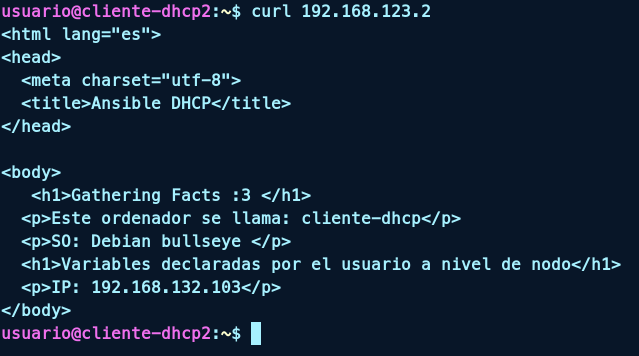 usuario@cliente-dhcp2:~$ curl 192.168.123.2
<html lang="es">
<head>
  <meta charset="utf-8">
  <title>Ansible DHCP</title>
</head>

<body>
   <h1>Gathering Facts :3 </h1>
  <p>Este ordenador se llama: cliente-dhcp</p>
  <p>SO: Debian bullseye </p>
  <h1>Variables declaradas por el usuario a nivel de nodo</h1>
  <p>IP: 192.168.132.103</p>
</body>
usuario@cliente-dhcp2:~$